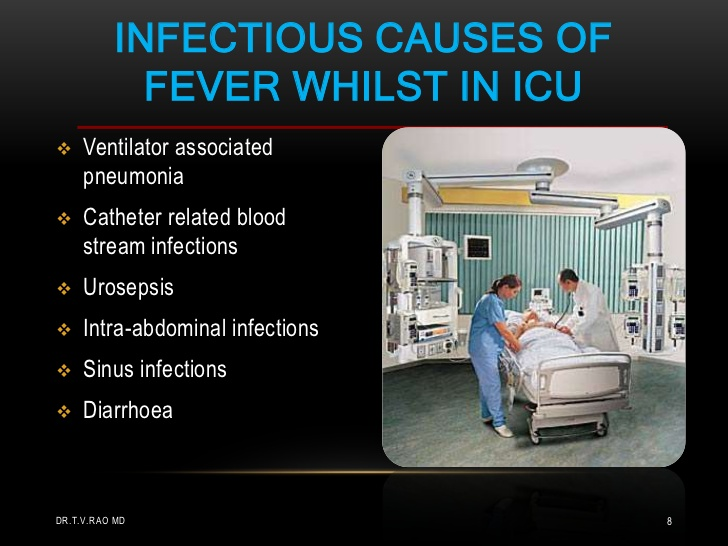 INFECTIOUS CAUSES OF
FEVER WHILST IN ICU
❖ Ventilator associated
pneumonia
❖ Catheter related blood
stream infections
❖ Urosepsis
❖ Intra-abdominal infections
❖ Sinus infections
❖ Diarrhoea
DR.T.V.RAO MD
8